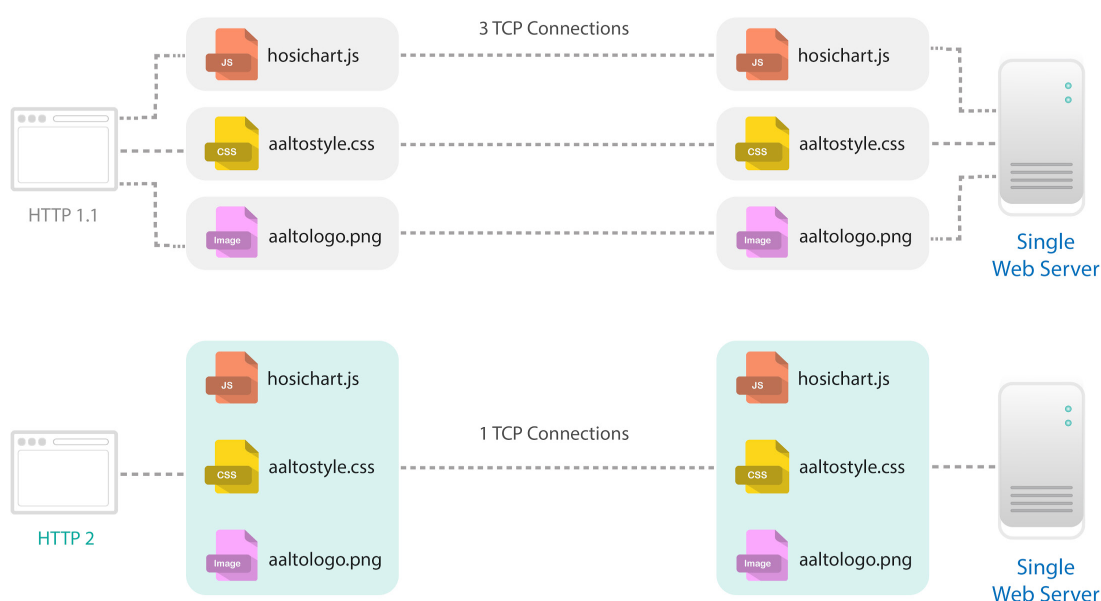 3 TCP Connections
JS
hosichart.js
JS
hosichart.js
CSS
aaltostyle.css
CSS
aaltostyle.css
HTTP 1.1
Image
aaltologo.png
Image
aaltologo.png
Single
Web Server
JS
hosichart.js
JS
hosichart.js
1 TCP Connections
CSS
aaltostyle.css
CSS
aaltostyle.css
HTTP 2
Image
aaltologo.png
Image
aaltologo.png
Single
Web Server